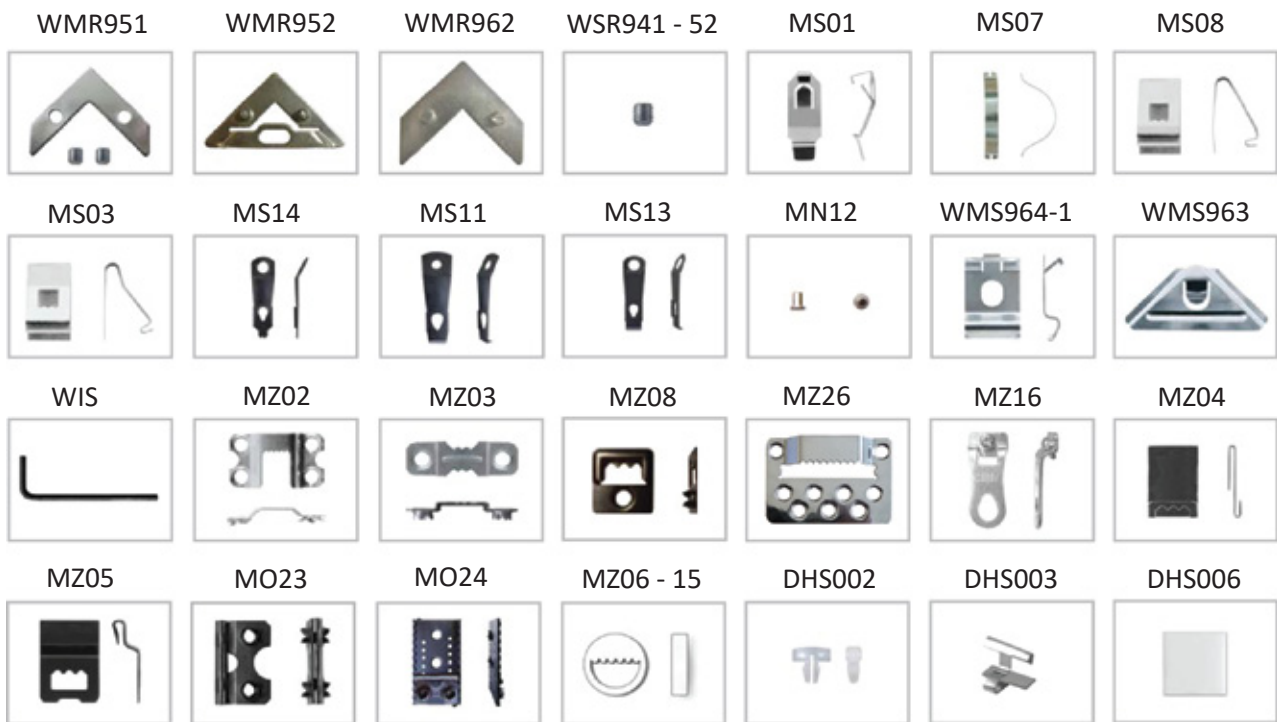 WMR951 WMR952 WMR962 WSR941 - 52 MS01 MS07 MS08
MS03 MS14 MS11 MS13 MN12 WMS964-1 WMS963
WIS MZ02 MZ03 MZ08 MZ26 MZ16 MZ04
MZ05 MO23 MO24 MZ06 - 15 DHS002 DHS003 DHS006